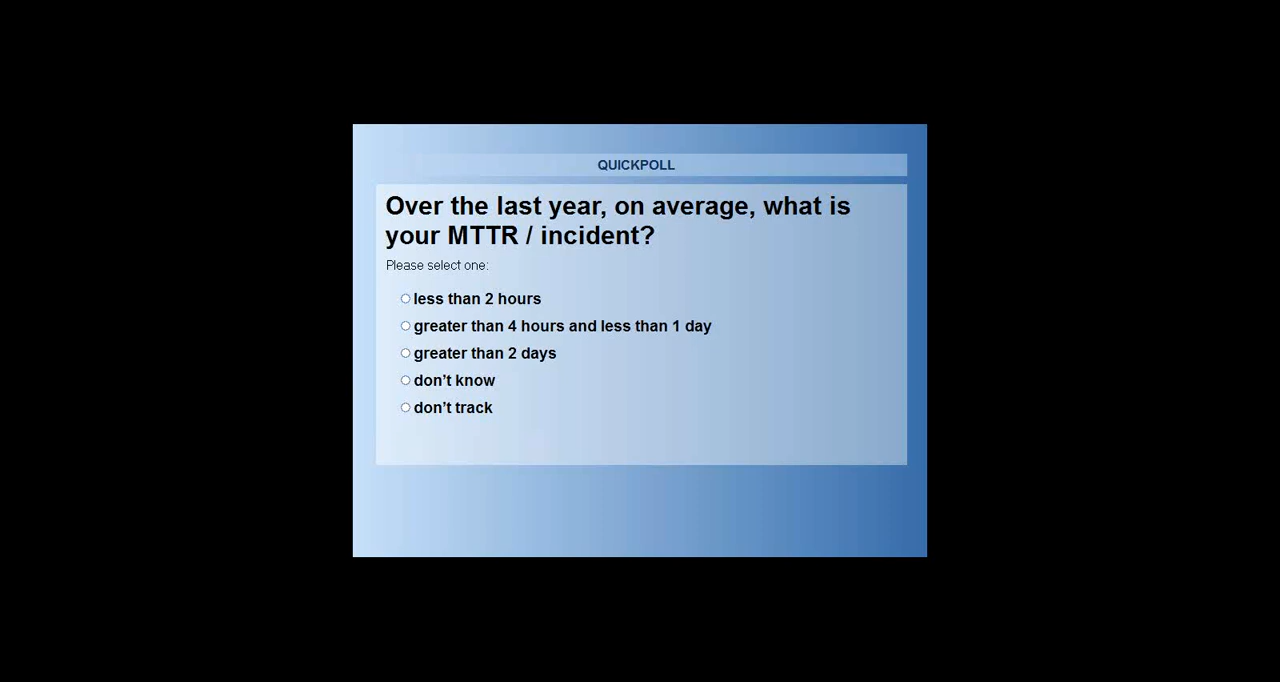 QUICKPOLL
Over the last year, on average, what is
your MTTR / incident?
Please select one:
less than 2 hours
greater than 4 hours and less than 1 day
greater than 2 days
don’t know
don’t track